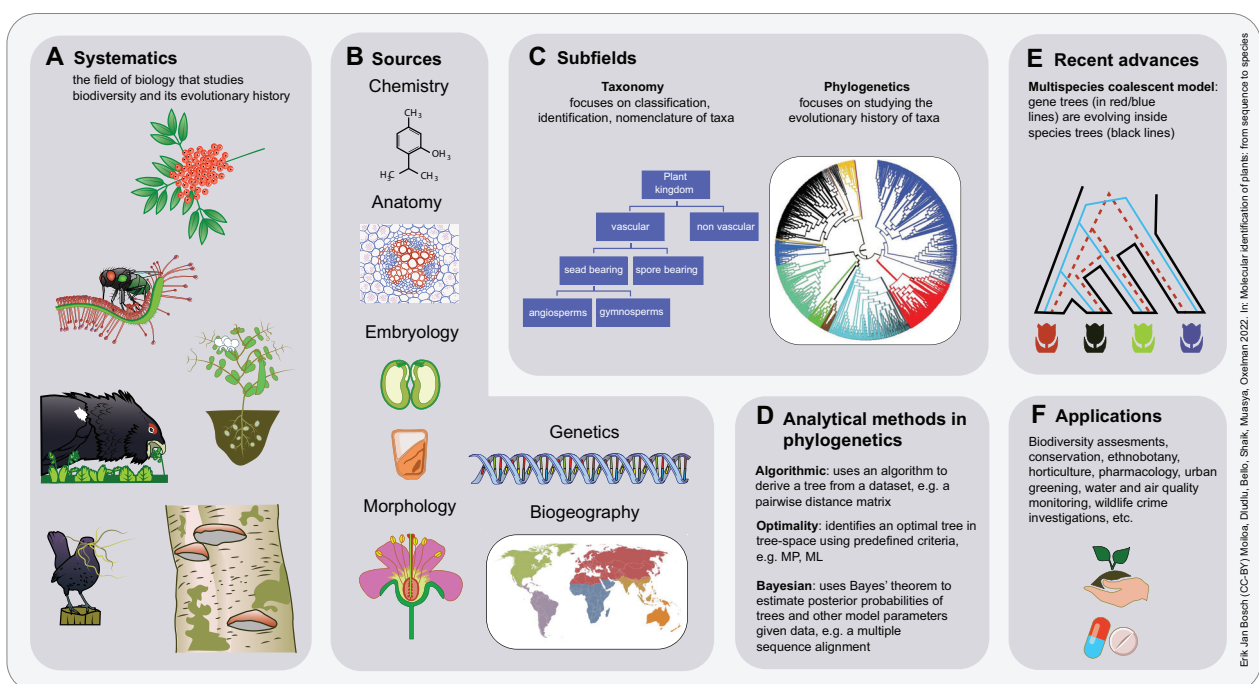 A Systematics
the field of biology that studies
biodiversity and its evolutionary history
B Sources
Chemistry
CH₃
OH₃
H₃C
CH₃
Anatomy
Embryology
Morphology
Genetics
Biogeography
C Subfields
Taxonomy
focuses on classification,
identification, nomenclature of taxa
Plant
kingdom
vascular
non vascular
sead bearing
spore bearing
angiosperms
gymnosperms
Phylogenetics
focuses on studying the
evolutionary history of taxa
D Analytical methods in
phylogenetics
Algorithmic: uses an algorithm to
derive a tree from a dataset, e.g. a
pairwise distance matrix
Optimality: identifies an optimal tree in
tree-space using predefined criteria,
e.g. MP, ML
Bayesian: uses Bayes' theorem to
estimate posterior probabilities of
trees and other model parameters
given data, e.g. a multiple
sequence alignment
E Recent advances
Multispecies coalescent model:
gene trees (in red/blue
lines) are evolving inside
species trees (black lines)
F Applications
Biodiversity assesments,
conservation, ethnobotany,
horticulture, pharmacology, urban
greening, water and air quality
monitoring, wildlife crime
investigations, etc.
Erik Jan Bosch (CC-BY) Moiloa, Dludlu, Bello, Shaik, Muasya, Oxelman 2022. In: Molecular identification of plants: from sequence to species